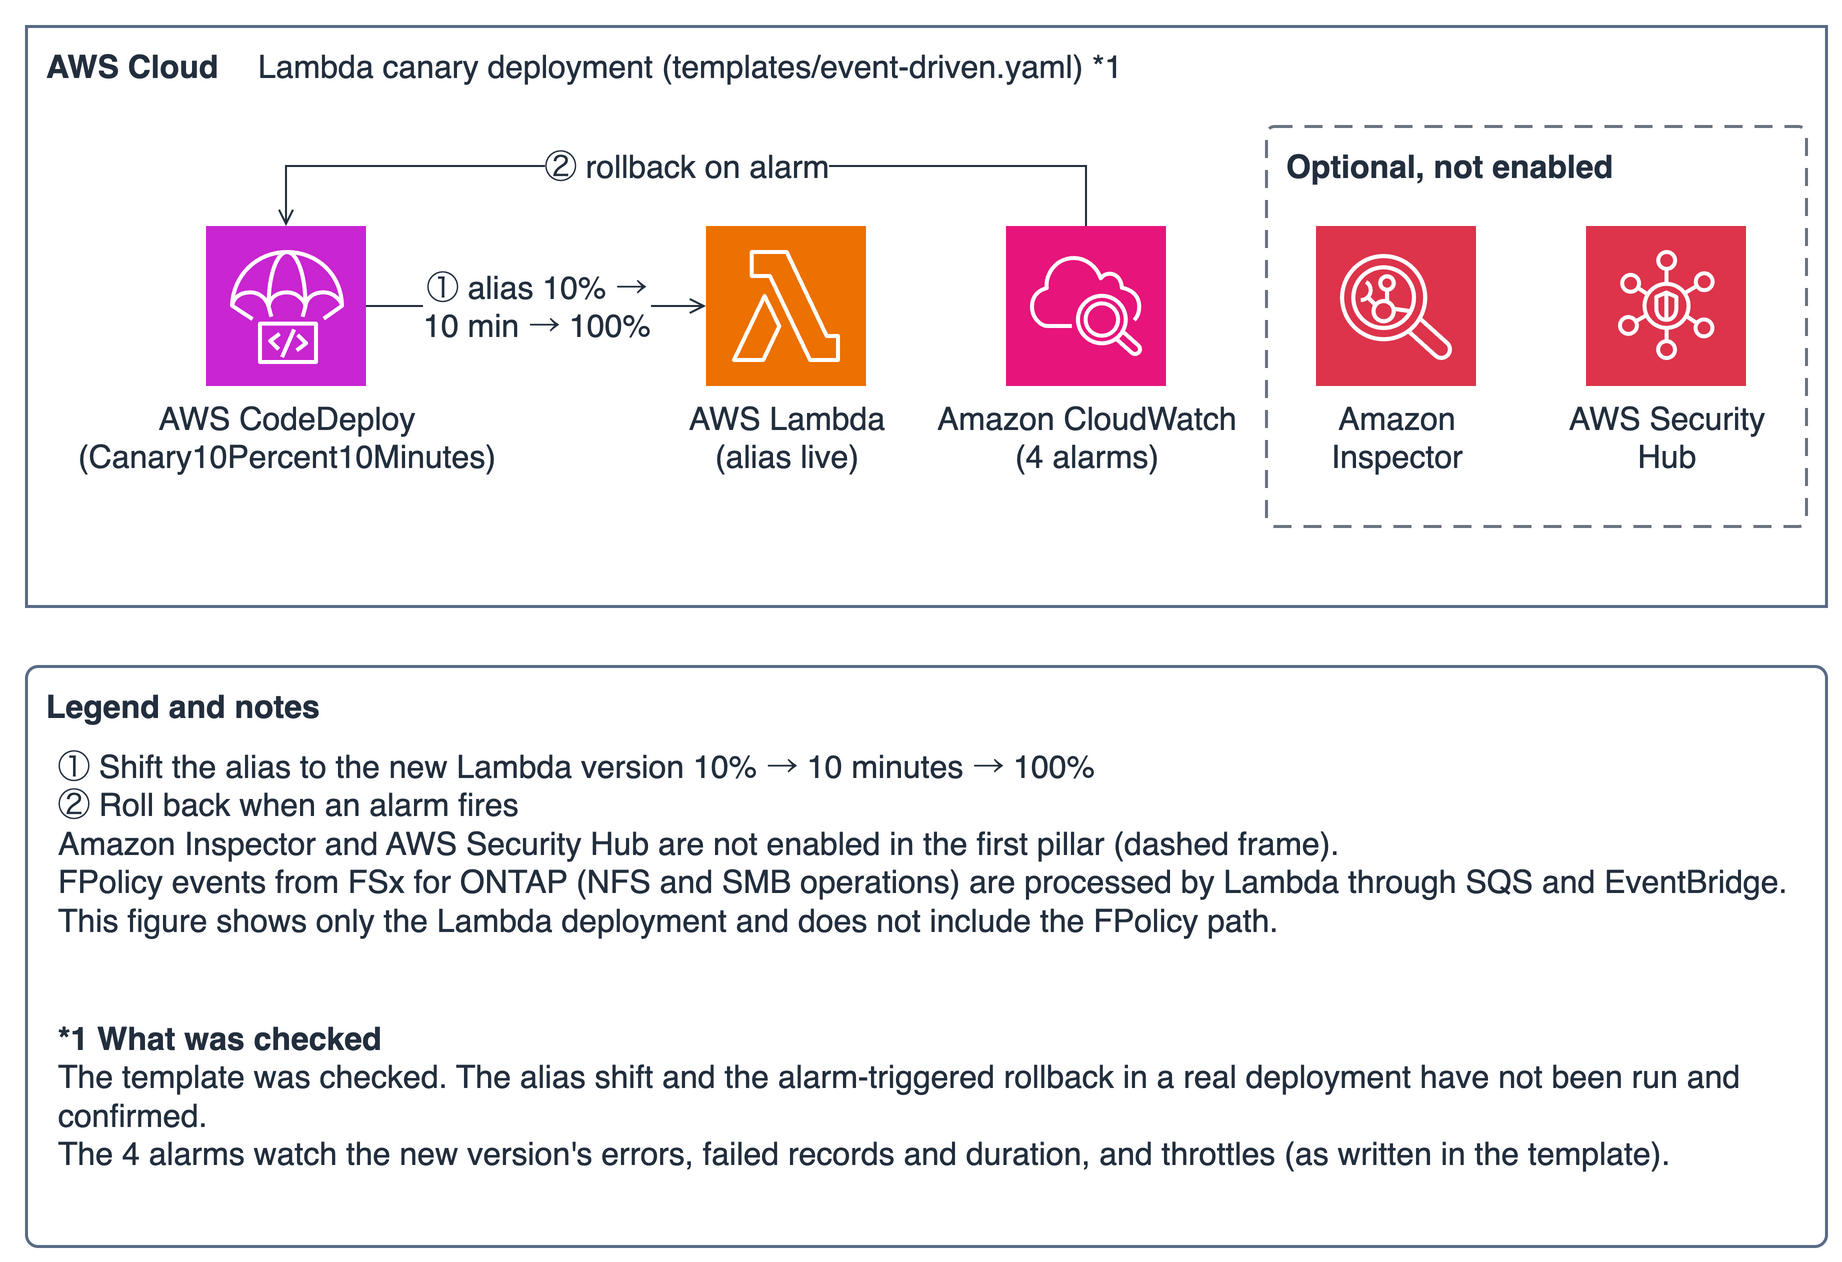 AWS Cloud Lambda canary deployment (templates/event-driven.yaml) *1
② rollback on alarm
Optional, not enabled
① alias 10% →
10 min → 100%
AWS CodeDeploy
(Canary10Percent10Minutes)
AWS Lambda
(alias live)
Amazon CloudWatch
(4 alarms)
Amazon
Inspector
AWS Security
Hub
Legend and notes
① Shift the alias to the new Lambda version 10% → 10 minutes → 100%
② Roll back when an alarm fires
Amazon Inspector and AWS Security Hub are not enabled in the first pillar (dashed frame).
FPolicy events from FSx for ONTAP (NFS and SMB operations) are processed by Lambda through SQS and EventBridge.
This figure shows only the Lambda deployment and does not include the FPolicy path.
*1 What was checked
The template was checked. The alias shift and the alarm-triggered rollback in a real deployment have not been run and
confirmed.
The 4 alarms watch the new version's errors, failed records and duration, and throttles (as written in the template).